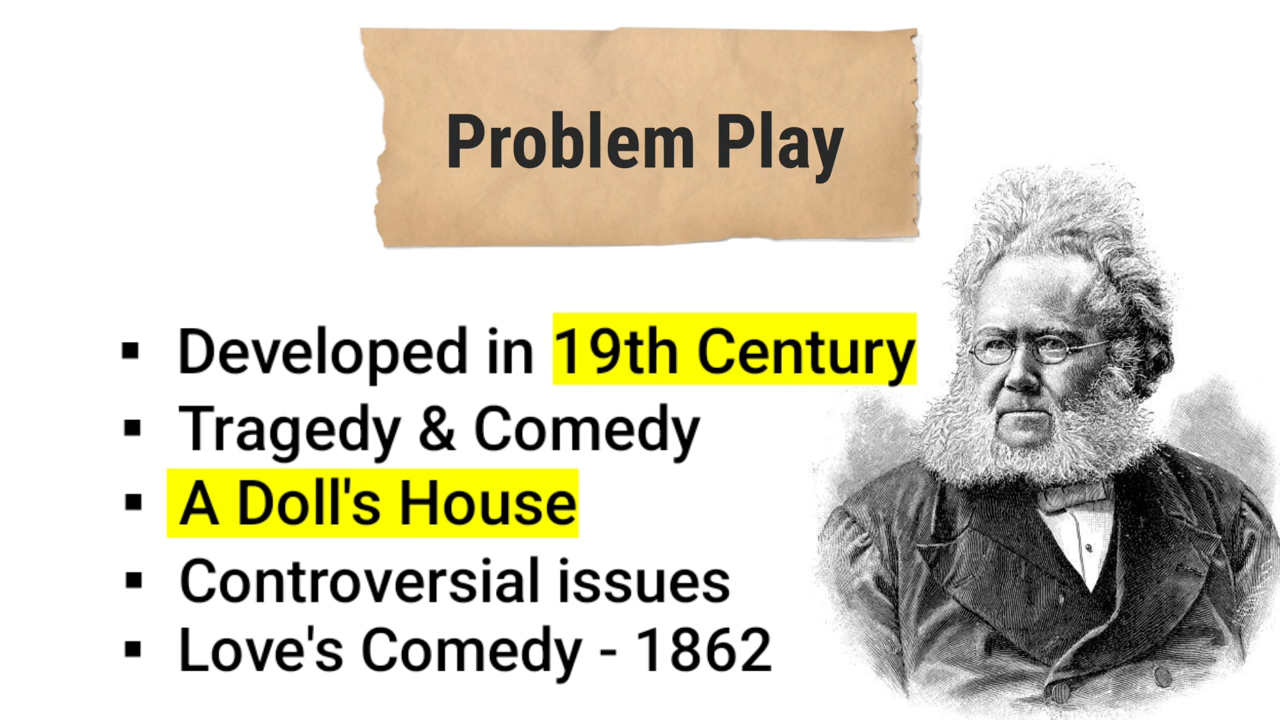 Problem Play
▪ Developed in 19th Century
▪ Tragedy & Comedy
▪ A Doll's House
▪ Controversial issues
▪ Love's Comedy - 1862